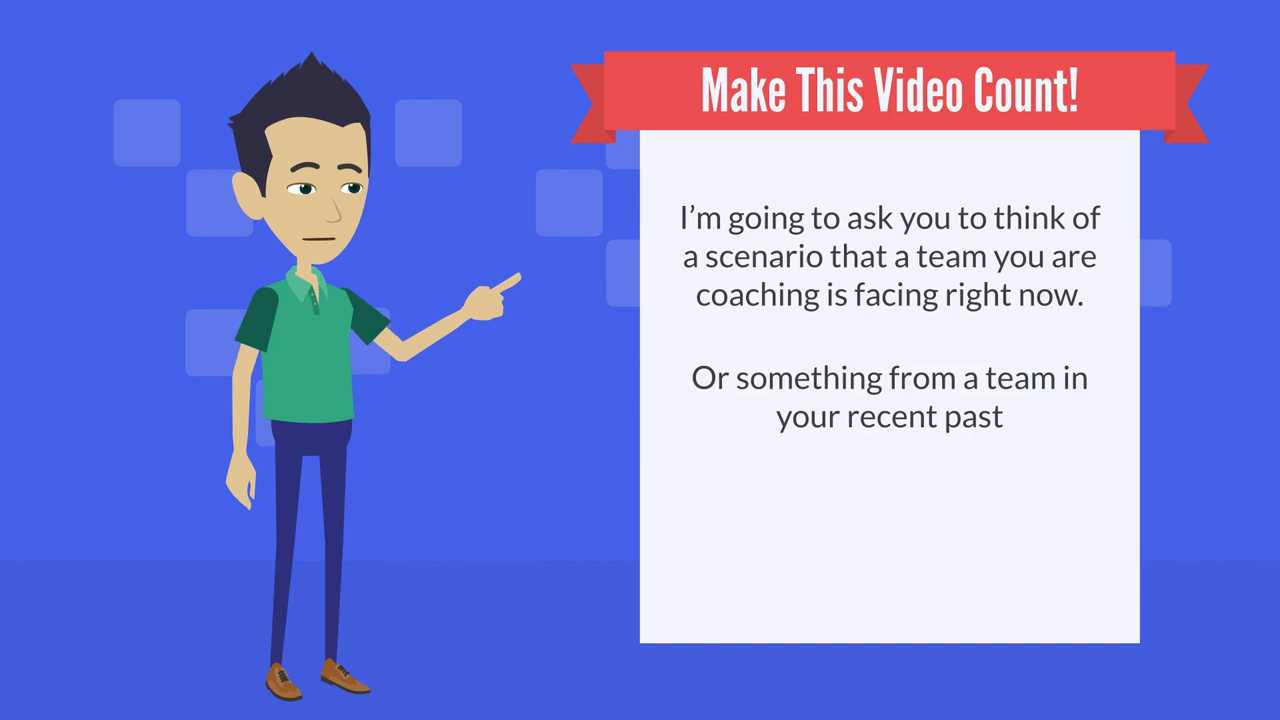 Make This Video Count!
I’m going to ask you to think of
a scenario that a team you are
coaching is facing right now.
Or something from a team in
your recent past